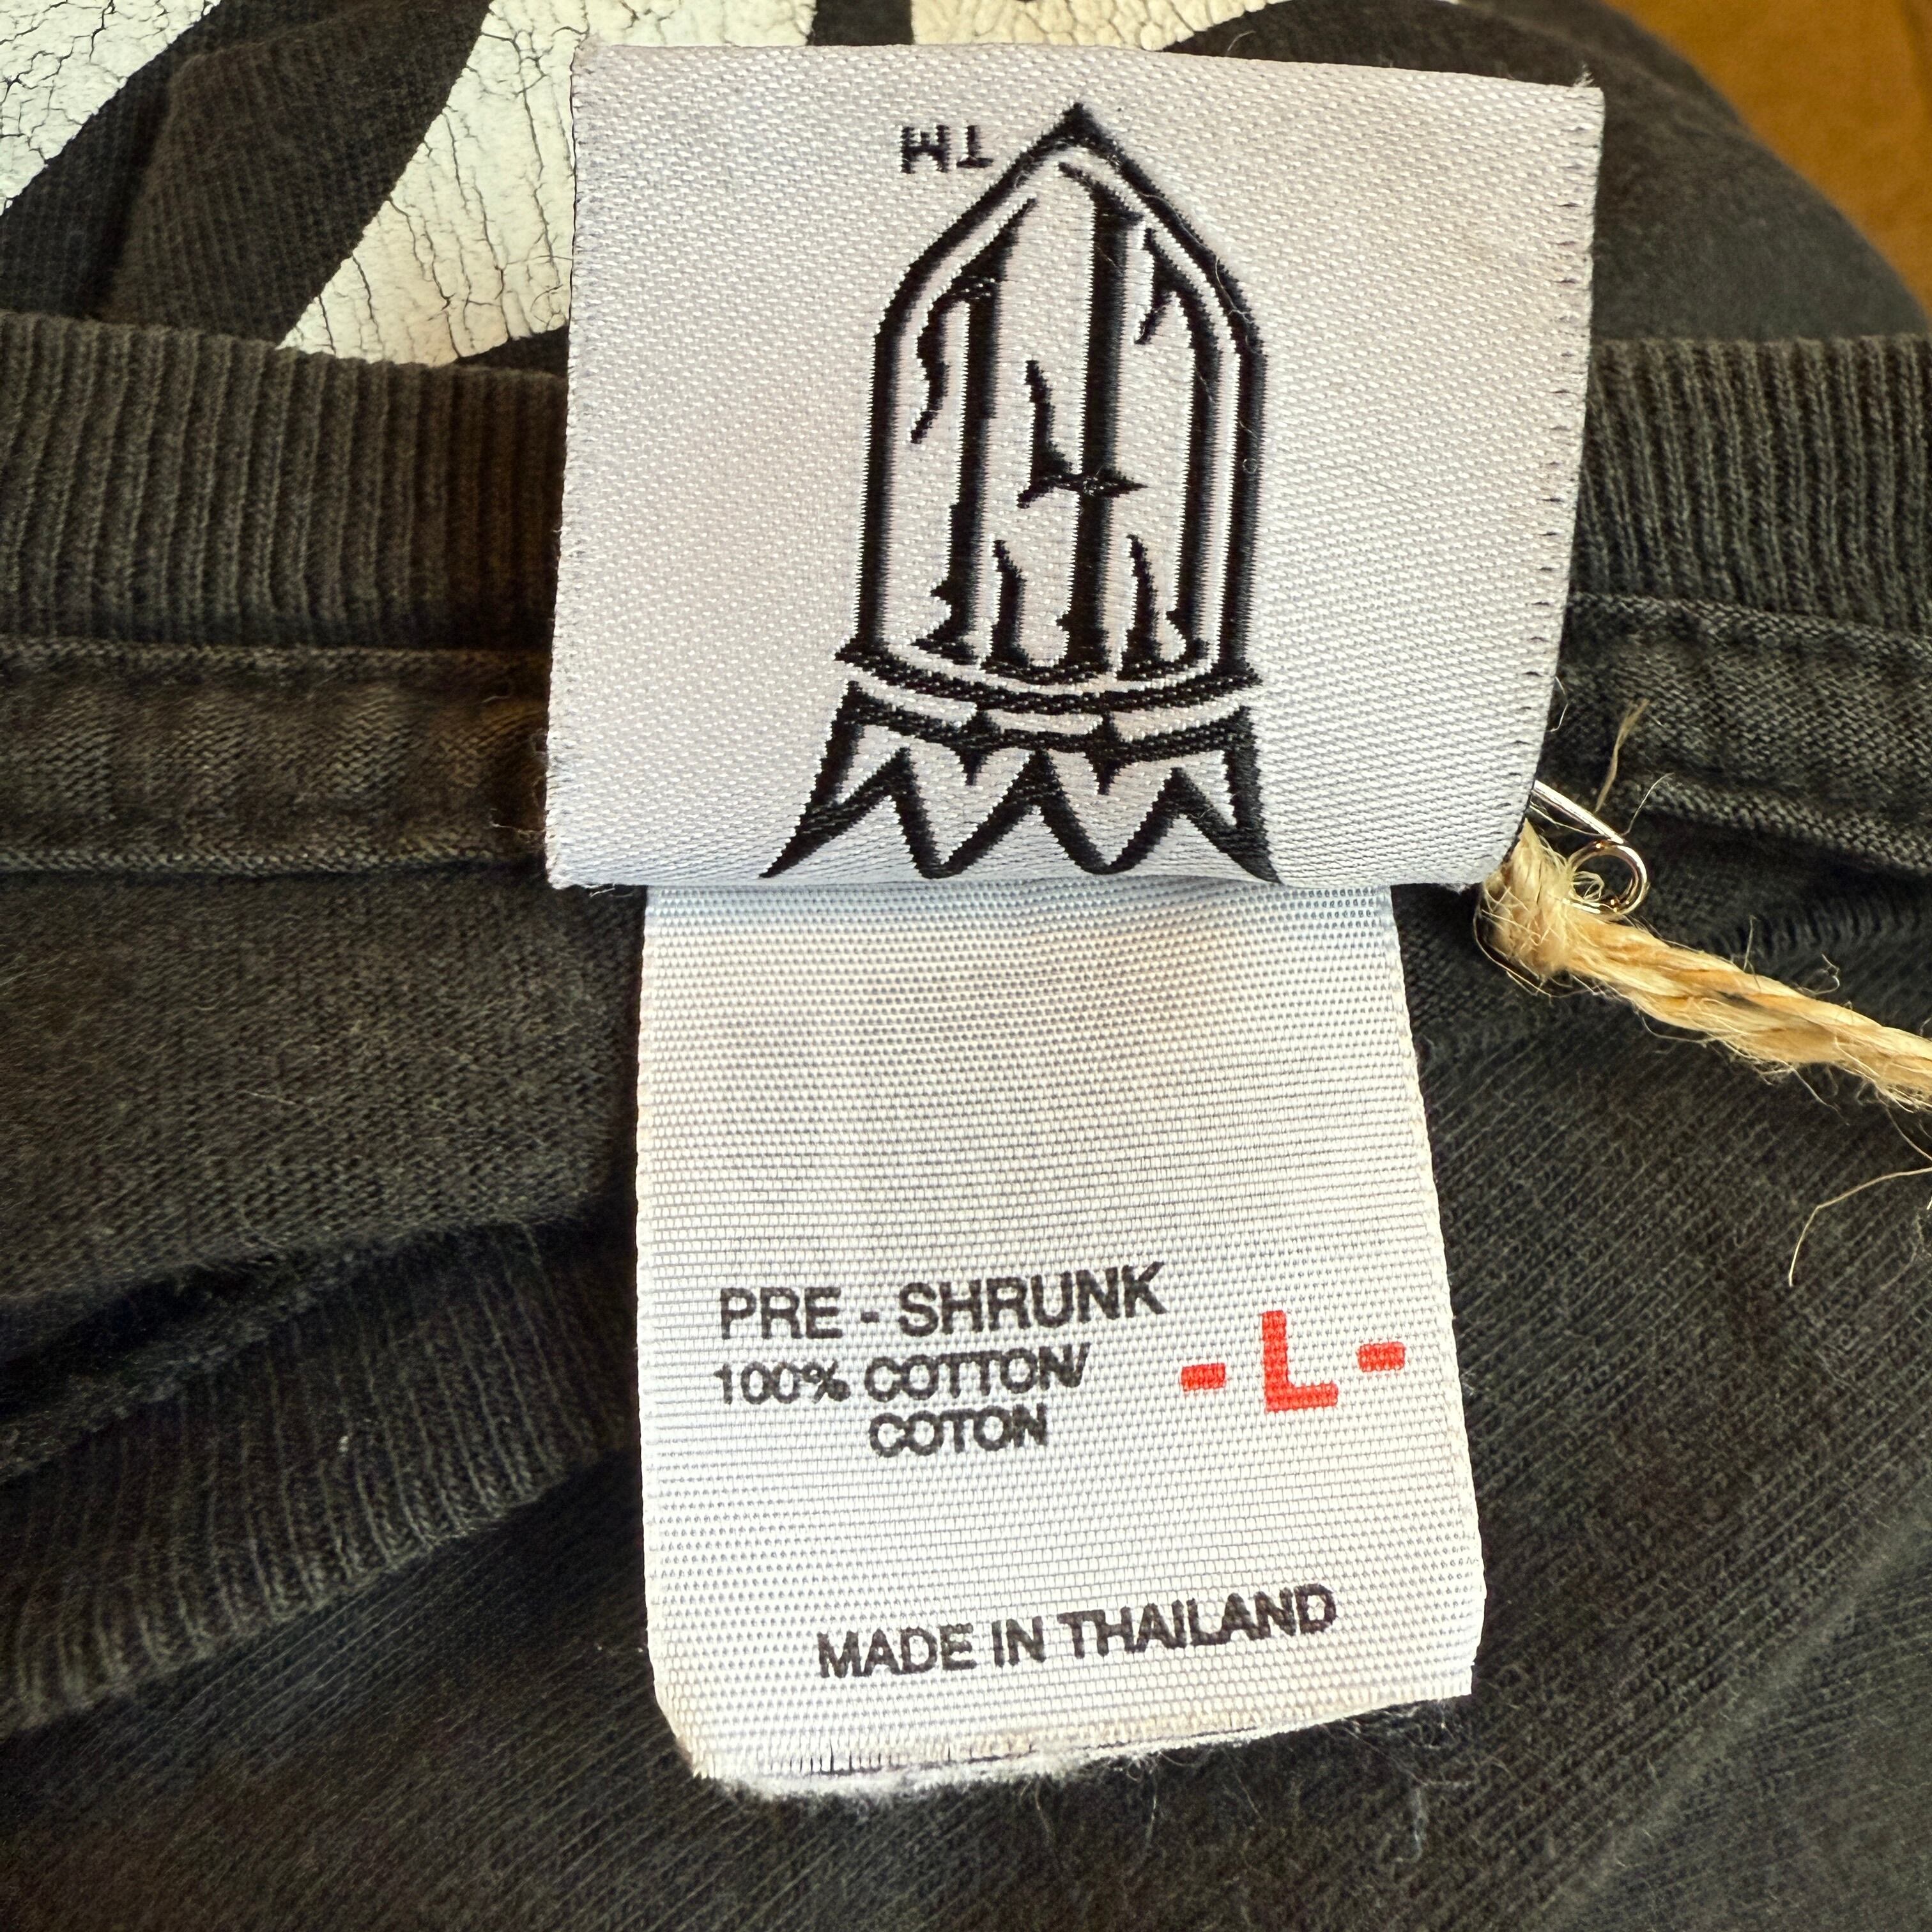 TM
PRE - SHRUNK
100% COTTON/
COTON
- L -
MADE IN THAILAND